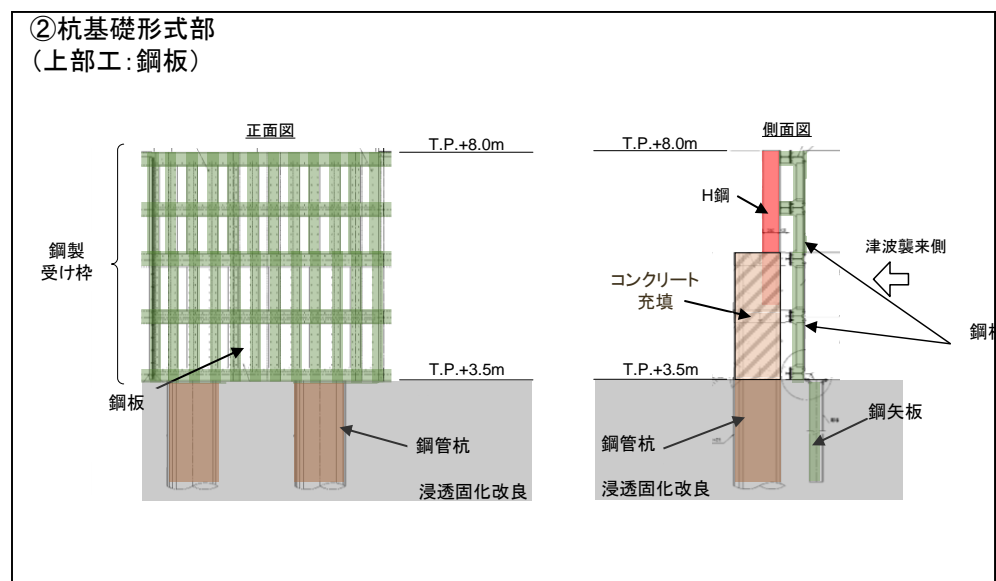 ②杭基礎形式部
（上部工:鋼板）
正面図
T.P.+8.0m
鋼製
受け枠
鋼板
T.P.+3.5m
鋼管杭
浸透固化改良
側面図
T.P.+8.0m
H鋼
津波襲来側
コンクリート
充填
鋼
T.P.+3.5m
鋼矢板
鋼管杭
浸透固化改良